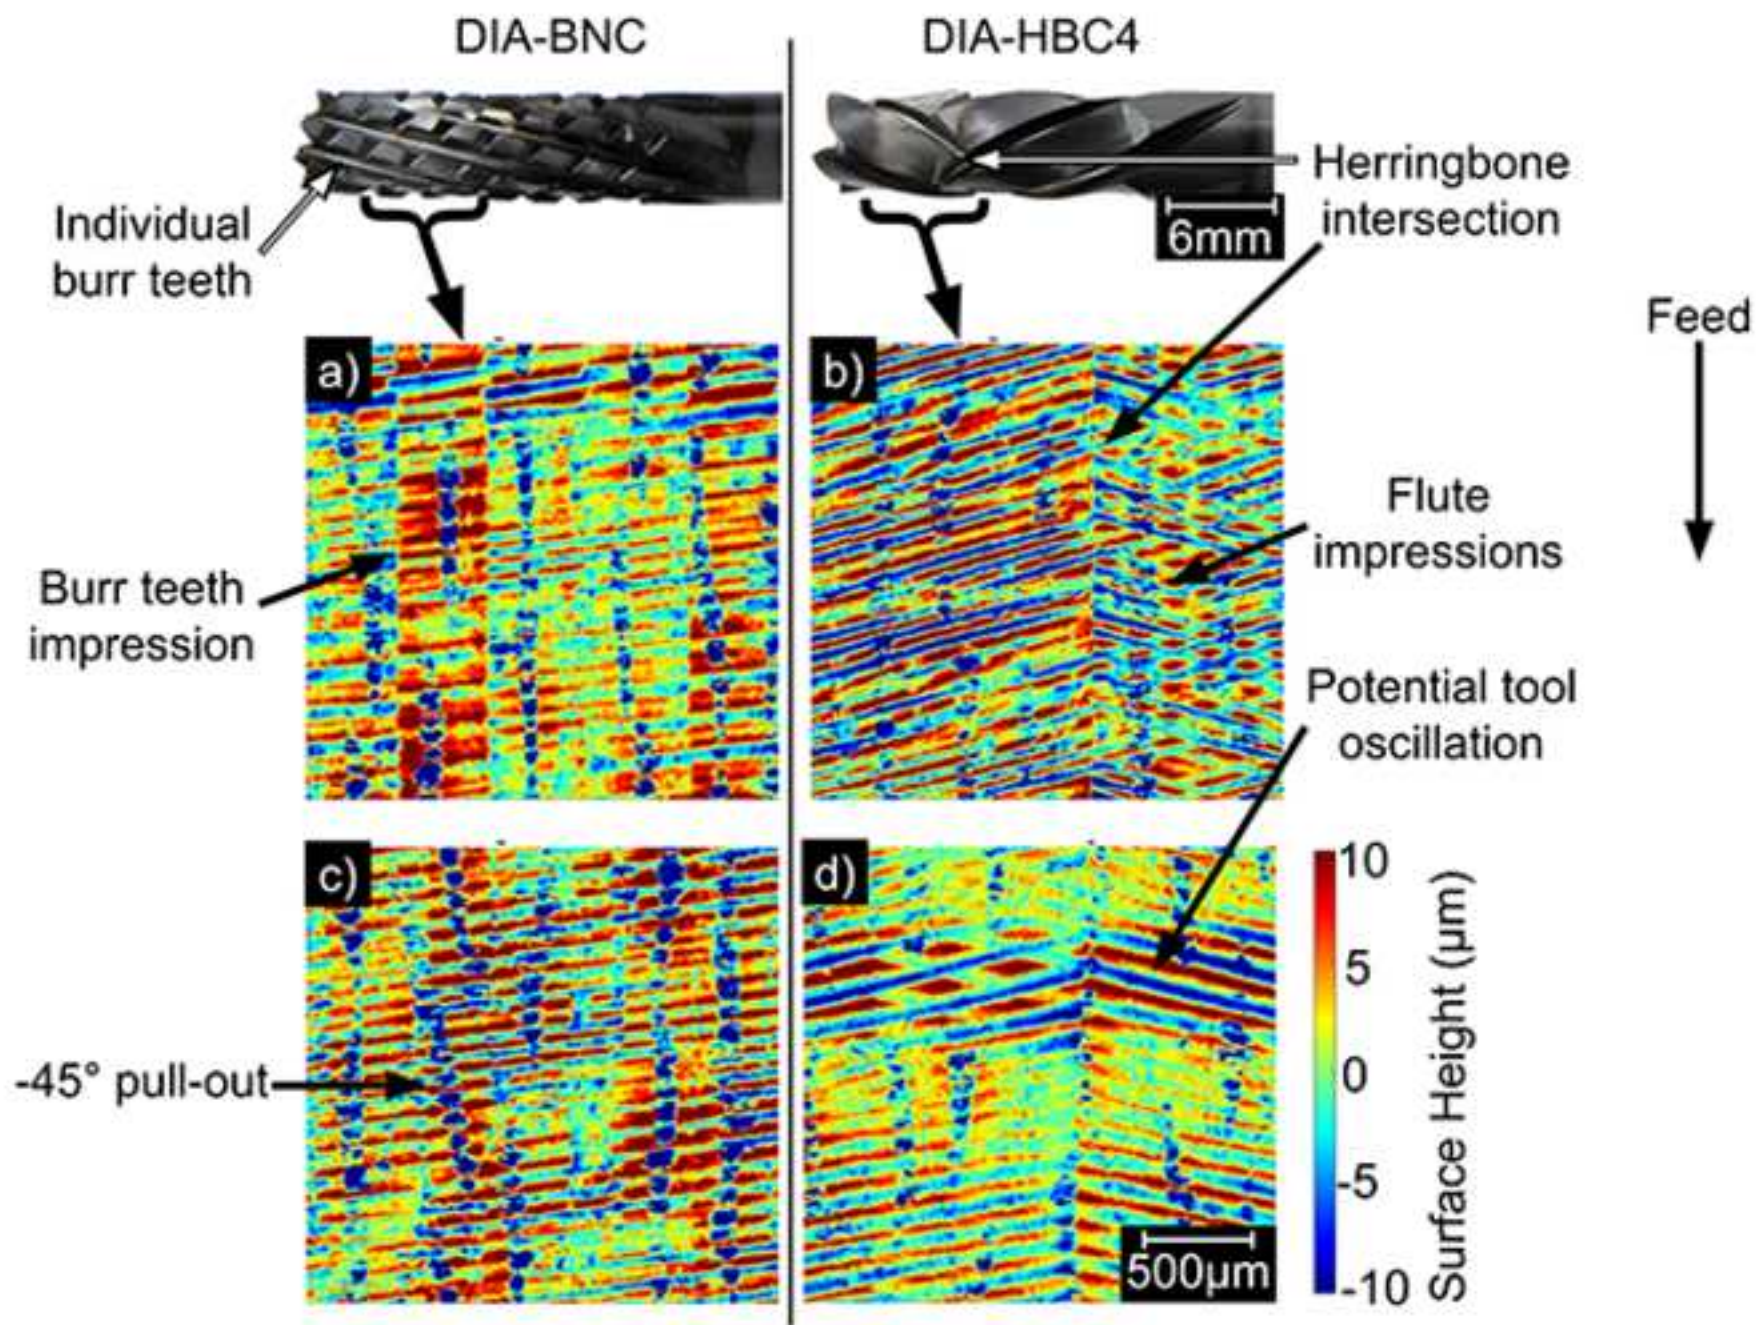 DIA-BNC
DIA-HBC4
Individual
burr teeth
Herringbone
intersection
6mm
Feed
a)
b)
Flute
impressions
Burr teeth
impression
Potential tool
oscillation
c)
d)
-45° pull-out
10
5
0
-5
-10
Surface Height (µm)
500µm